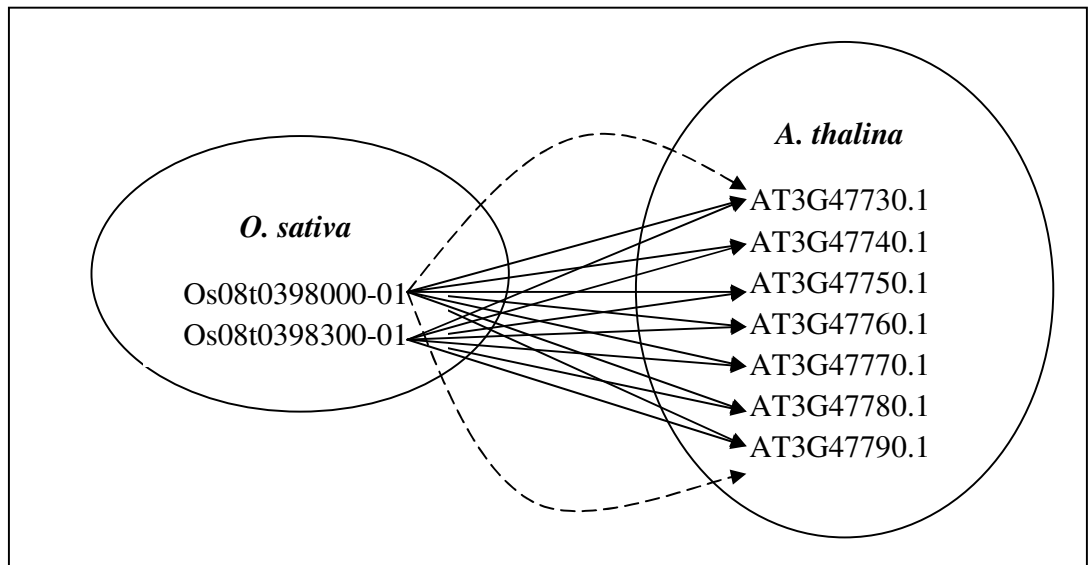 O. sativa
Os08t0398000-01
Os08t0398300-01
A. thalina
AT3G47730.1
AT3G47740.1
AT3G47750.1
AT3G47760.1
AT3G47770.1
AT3G47780.1
AT3G47790.1